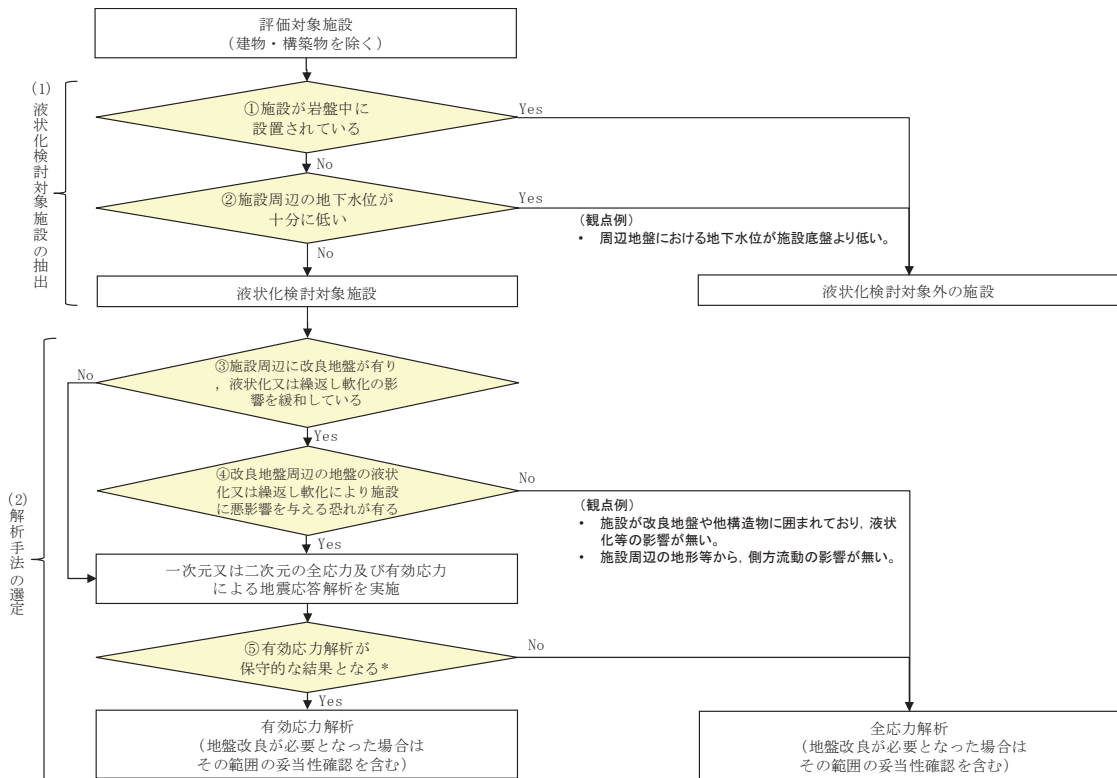 評価対象施設
（建物・構築物を除く）
(1)
液状化検討対象施設の抽出
①施設が岩盤中に
設置されている
Yes
No
②施設周辺の地下水位が
十分に低い
Yes
（観点例）
• 周辺地盤における地下水位が施設底盤より低い。
No
液状化検討対象施設
液状化検討対象外の施設
(2)
解析手法の選定
③施設周辺に改良地盤が有り
，液状化又は繰返し軟化の影
響を緩和している
No
Yes
④改良地盤周辺の地盤の液状
化又は繰返し軟化により施設
に悪影響を与える恐れが有る
No
（観点例）
• 施設が改良地盤や他構造物に囲まれており，液状
化等の影響が無い。
• 施設周辺の地形等から，側方流動の影響が無い。
Yes
一次元又は二次元の全応力及び有効応力
による地震応答解析を実施
⑤有効応力解析が
保守的な結果となる*
No
Yes
有効応力解析
（地盤改良が必要となった場合は
その範囲の妥当性確認を含む）
全応力解析
（地盤改良が必要となった場合は
その範囲の妥当性確認を含む）